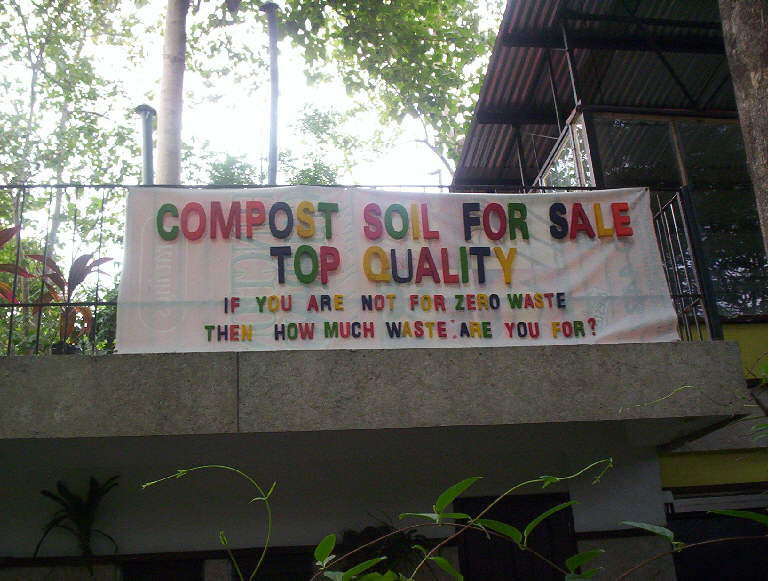 COMPOST SOIL FOR SALE
TOP QUALITY
IF YOU ARE NOT FOR ZERO WASTE
THEN HOW MUCH WASTE ARE YOU FOR?